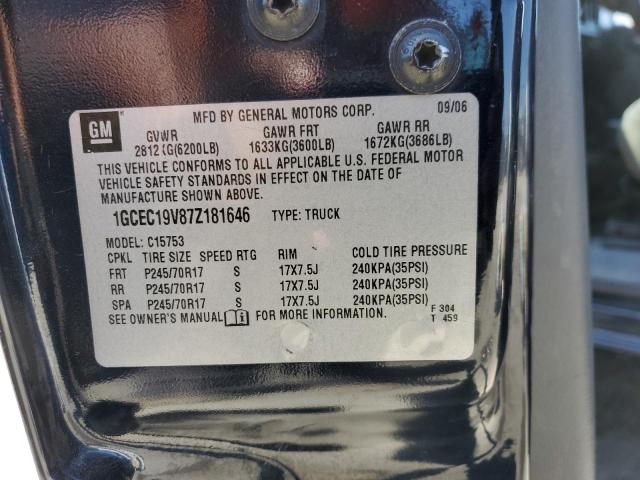 MFD BY GENERAL MOTORS CORP. 09/06
GM
GVWR GAWR FRT GAWR RR
2812 KG(6200LB) 1633KG(3600LB) 1672KG(3686LB)
THIS VEHICLE CONFORMS TO ALL APPLICABLE U.S. FEDERAL MOTOR
VEHICLE SAFETY STANDARDS IN EFFECT ON THE DATE OF
MANUFACTURE SHOWN ABOVE.
1GCEC19V87Z181646 TYPE: TRUCK
MODEL: C15753
CPKL TIRE SIZE SPEED RTG RIM COLD TIRE PRESSURE
FRT P245/70R17 S 17X7.5J 240KPA(35PSI)
RR P245/70R17 S 17X7.5J 240KPA(35PSI)
SPA P245/70R17 S 17X7.5J 240KPA(35PSI)
SEE OWNER'S MANUAL FOR MORE INFORMATION.
F 304
T 459